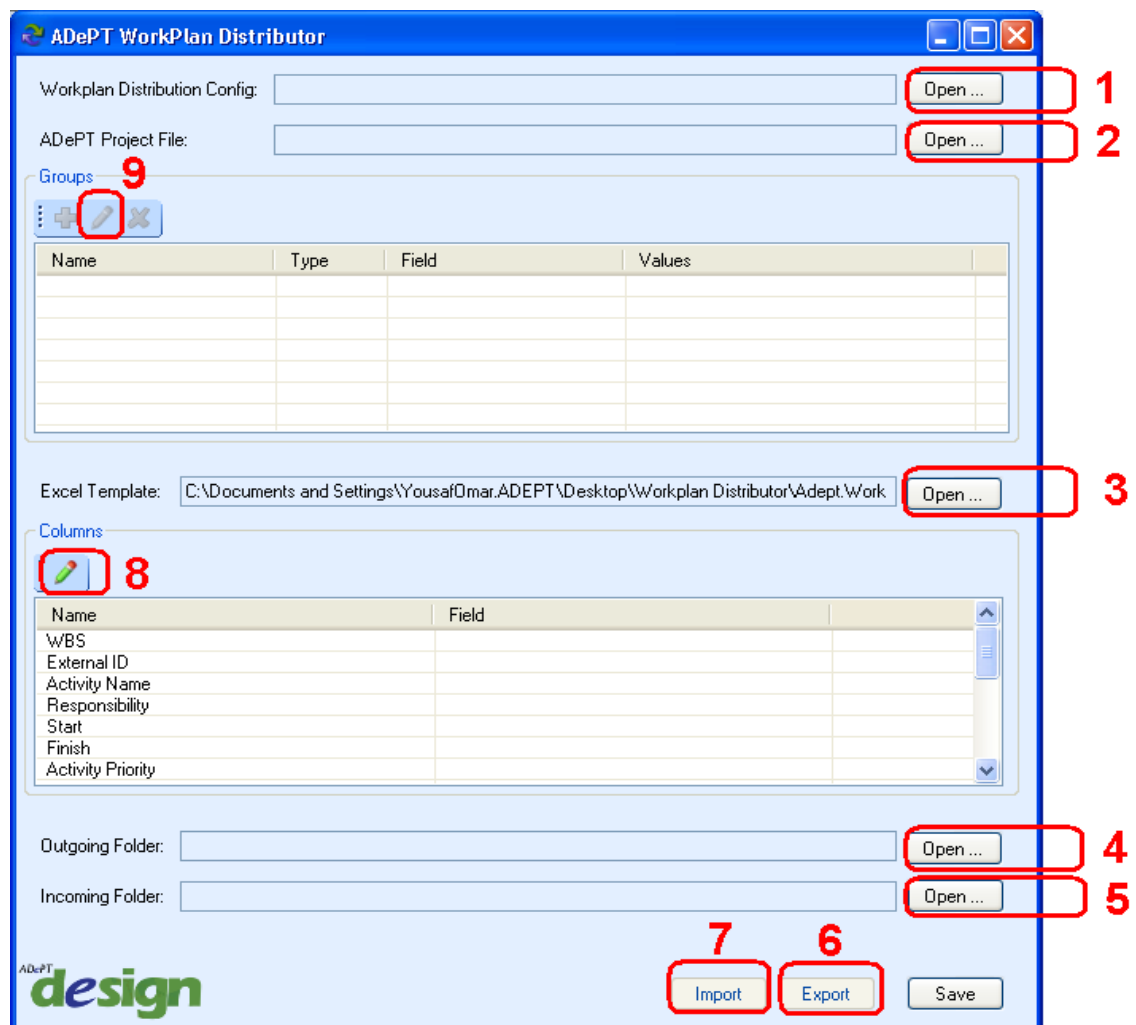 ADePT WorkPlan Distributor
Workplan Distribution Config: Open ... 1
ADePT Project File: Open ... 2
Groups 9
Name Type Field Values
Excel Template: C:\Documents and Settings\YousafOmar.ADEPT\Desktop\Workplan Distributor\Adept.Work Open ... 3
Columns
8
Name Field
WBS
External ID
Activity Name
Responsibility
Start
Finish
Activity Priority
Outgoing Folder: Open ... 4
Incoming Folder: Open ... 5
7 6
ADePT
design
Import Export Save